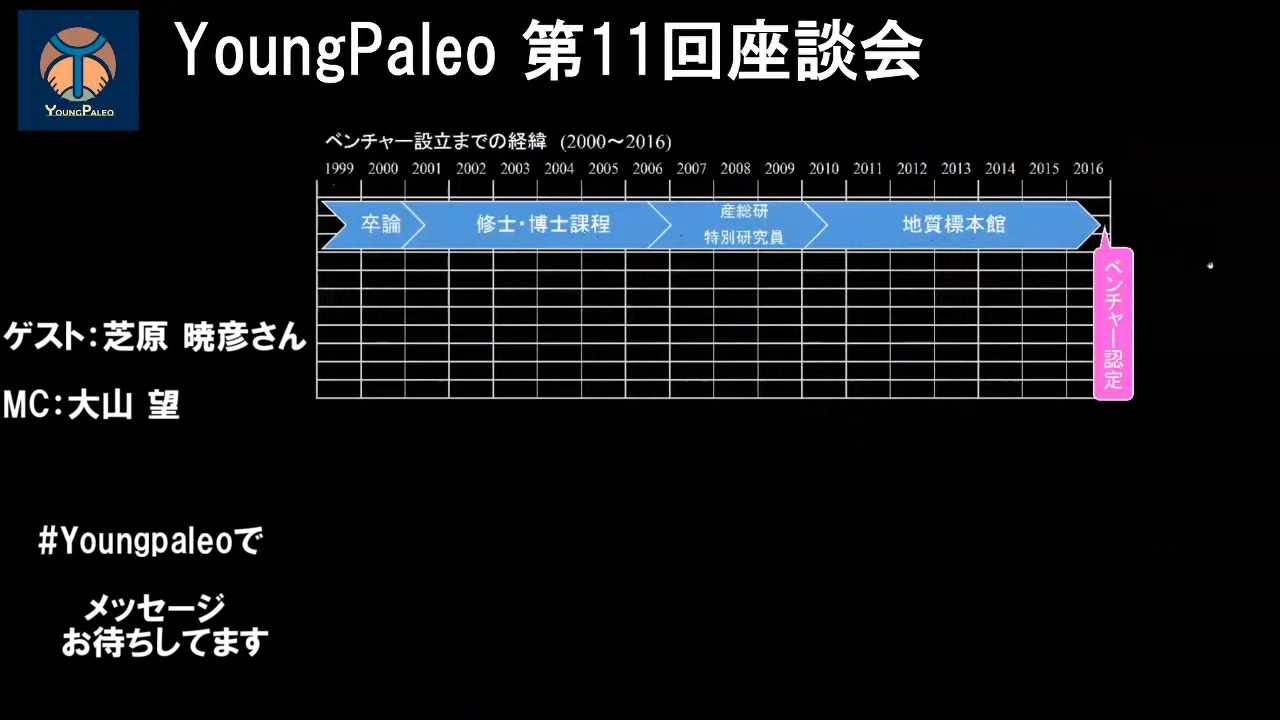 YoungPaleo 第11回座談会
YOUNGPALEO
ベンチャー設立までの経緯 (2000～2016)
1999 2000 2001 2002 2003 2004 2005 2006 2007 2008 2009 2010 2011 2012 2013 2014 2015 2016
卒論
修士・博士課程
産総研
特別研究員
地質標本館
ベンチャー認定
ゲスト：芝原 暁彦さん
MC：大山 望
#Youngpaleoで
メッセージ
お待ちしてます